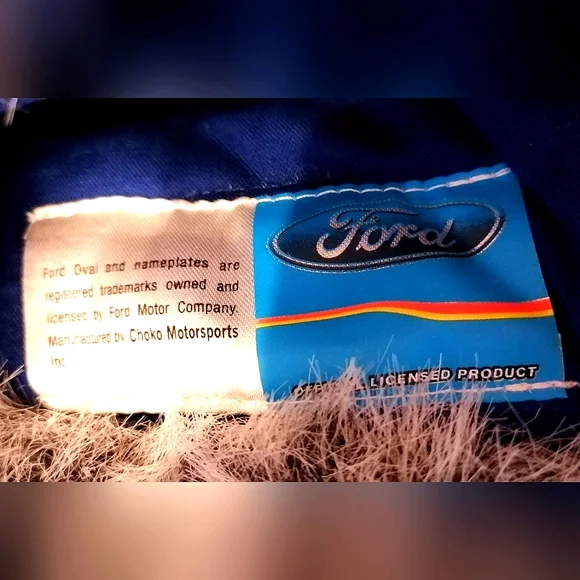 Ford Oval and nameplates are
registered trademarks owned and
licensed by Ford Motor Company.
Manufactured by Choko Motorsports
Inc
Ford
OFFICIAL LICENSED PRODUCT